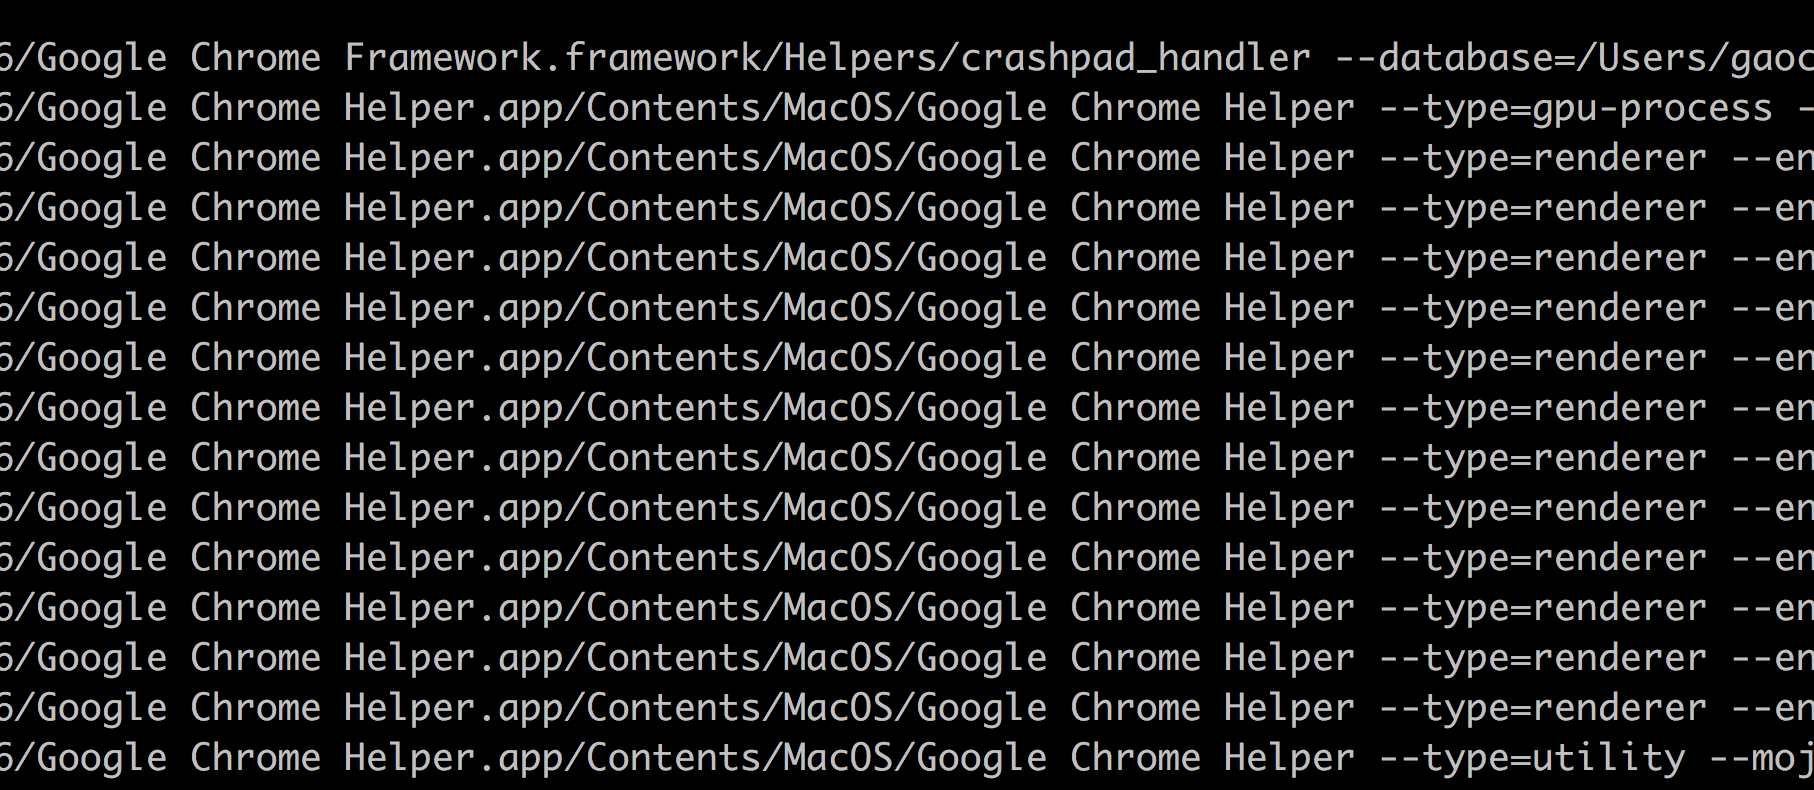 6/Google Chrome Framework.framework/Helpers/crashpad_handler --database=/Users/gaoc
6/Google Chrome Helper.app/Contents/MacOS/Google Chrome Helper --type=gpu-process -
6/Google Chrome Helper.app/Contents/MacOS/Google Chrome Helper --type=renderer --en
6/Google Chrome Helper.app/Contents/MacOS/Google Chrome Helper --type=renderer --en
6/Google Chrome Helper.app/Contents/MacOS/Google Chrome Helper --type=renderer --en
6/Google Chrome Helper.app/Contents/MacOS/Google Chrome Helper --type=renderer --en
6/Google Chrome Helper.app/Contents/MacOS/Google Chrome Helper --type=renderer --en
6/Google Chrome Helper.app/Contents/MacOS/Google Chrome Helper --type=renderer --en
6/Google Chrome Helper.app/Contents/MacOS/Google Chrome Helper --type=renderer --en
6/Google Chrome Helper.app/Contents/MacOS/Google Chrome Helper --type=renderer --en
6/Google Chrome Helper.app/Contents/MacOS/Google Chrome Helper --type=renderer --en
6/Google Chrome Helper.app/Contents/MacOS/Google Chrome Helper --type=renderer --en
6/Google Chrome Helper.app/Contents/MacOS/Google Chrome Helper --type=renderer --en
6/Google Chrome Helper.app/Contents/MacOS/Google Chrome Helper --type=renderer --en
6/Google Chrome Helper.app/Contents/MacOS/Google Chrome Helper --type=utility --moj